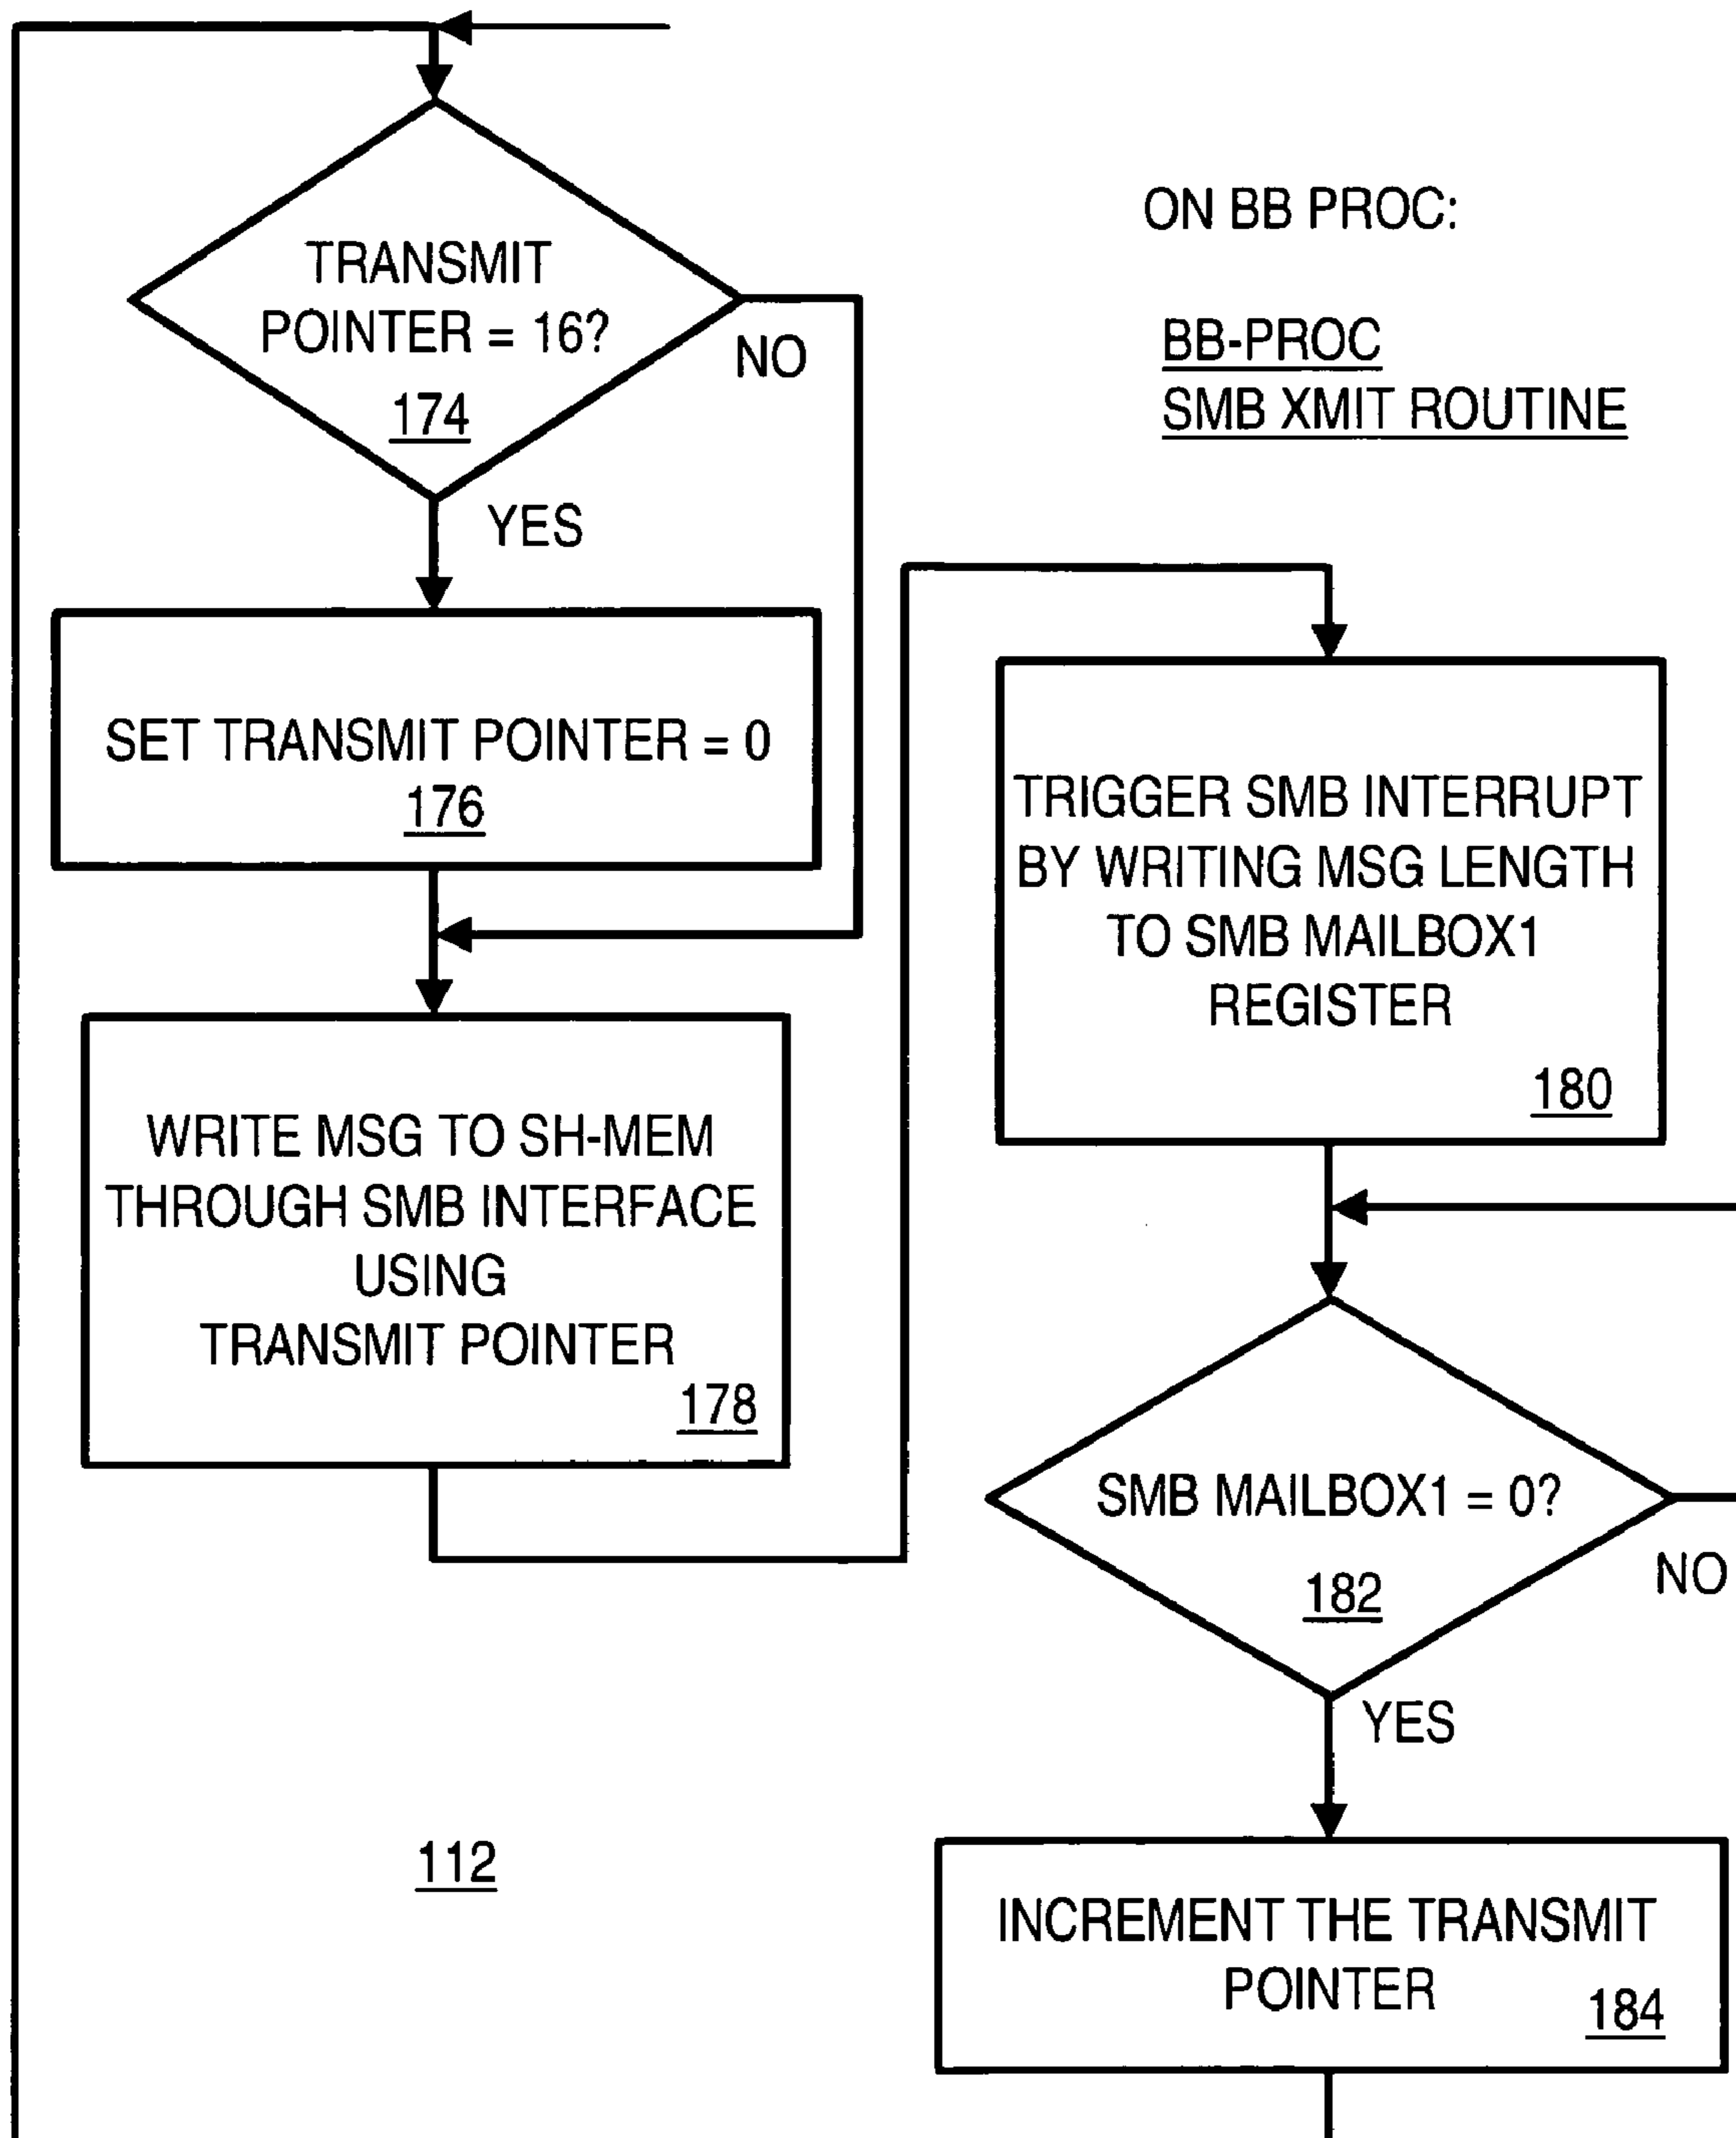 ON BB PROC:
BB-PROC
SMB XMIT ROUTINE
TRANSMIT
POINTER = 16?
174
NO
YES
SET TRANSMIT POINTER = 0
176
WRITE MSG TO SH-MEM
THROUGH SMB INTERFACE
USING
TRANSMIT POINTER
178
TRIGGER SMB INTERRUPT
BY WRITING MSG LENGTH
TO SMB MAILBOX1
REGISTER
180
SMB MAILBOX1 = 0?
182
NO
YES
INCREMENT THE TRANSMIT
POINTER
184
112